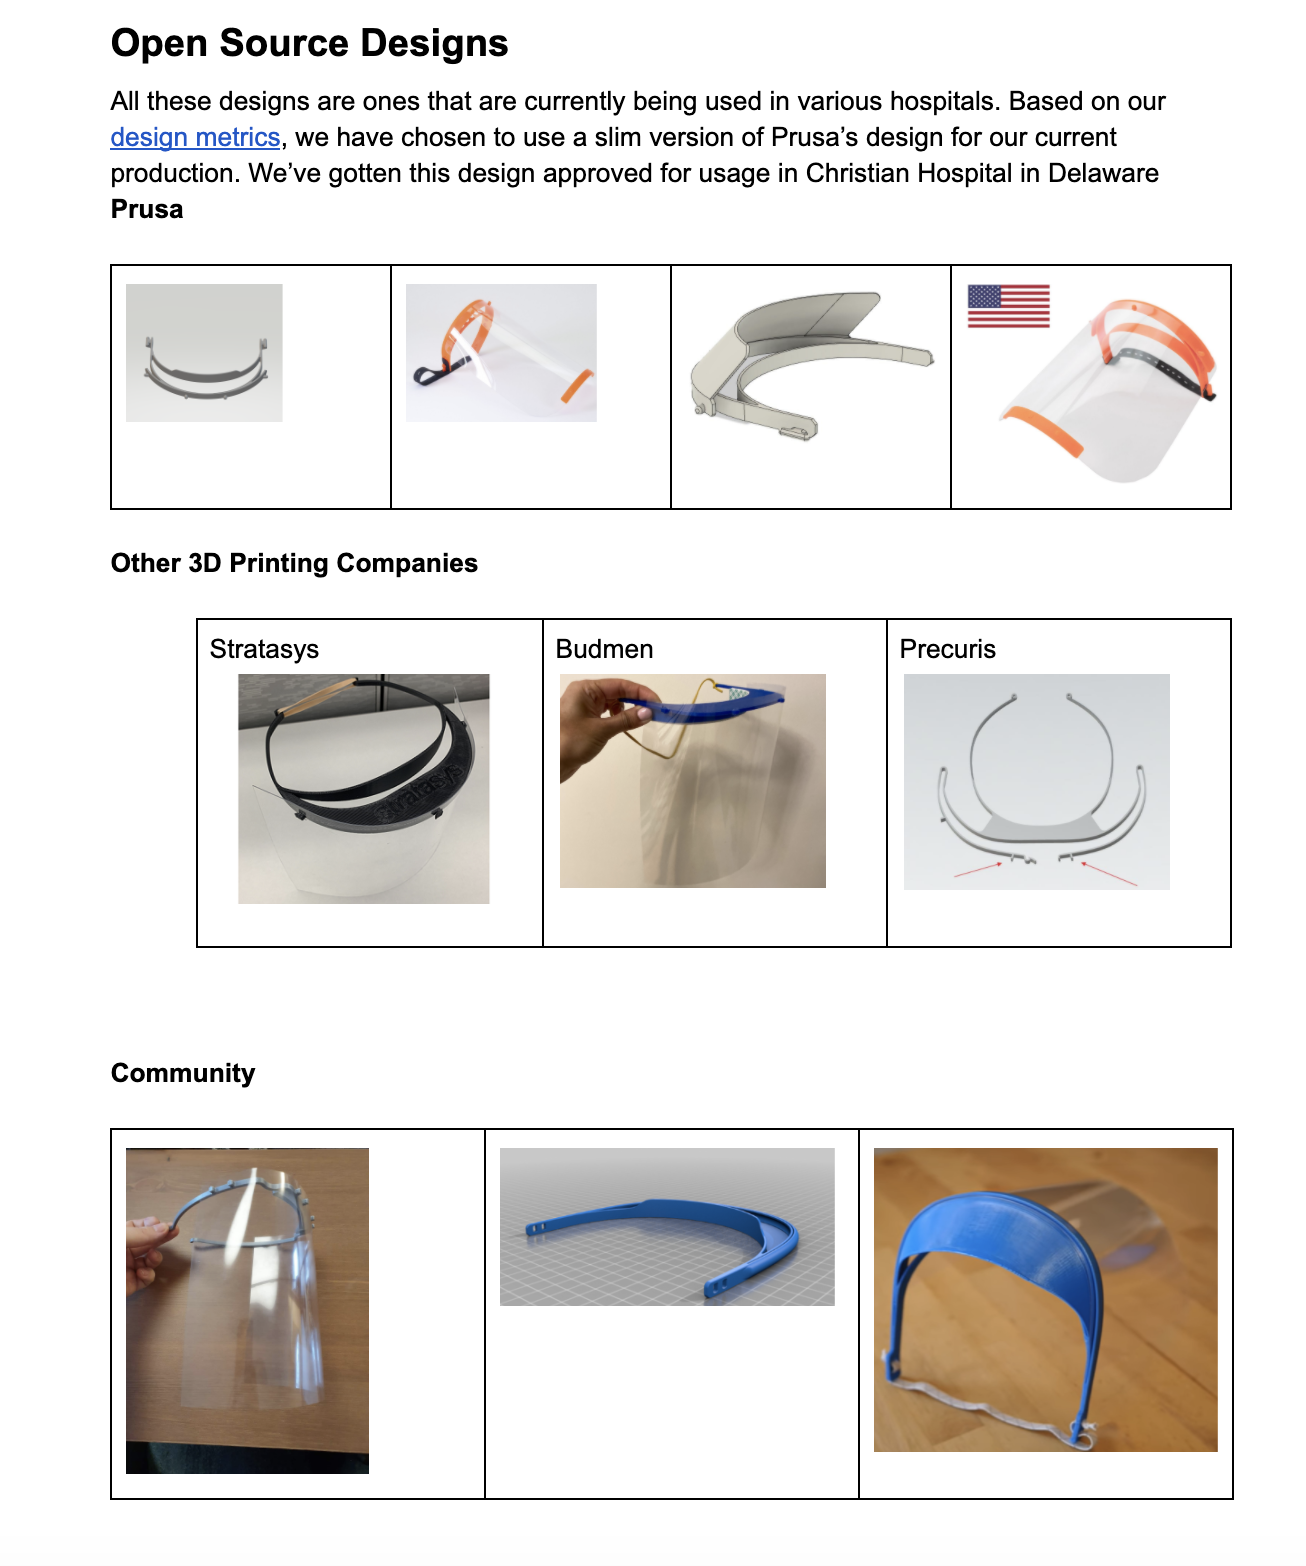 Open Source Designs
All these designs are ones that are currently being used in various hospitals. Based on our
design metrics, we have chosen to use a slim version of Prusa’s design for our current
production. We’ve gotten this design approved for usage in Christian Hospital in Delaware
Prusa
Other 3D Printing Companies
Stratasys
Budmen
Precuris
Stratasys
Community